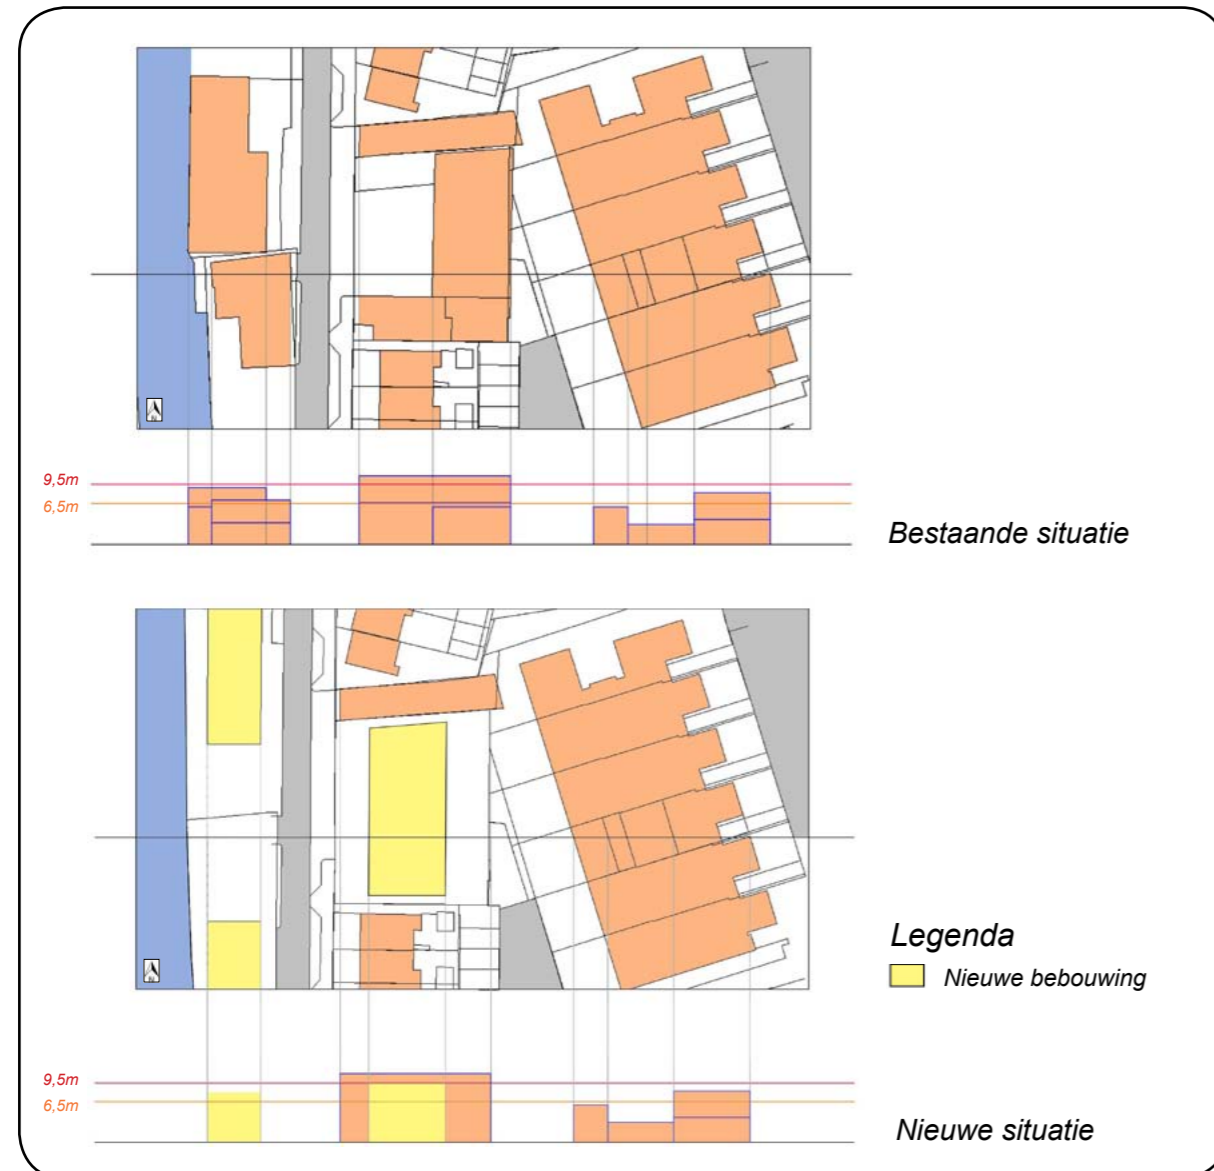 9,5m
6,5m
Bestaande situatie
Legenda
Nieuwe bebouwing
9,5m
6,5m
Nieuwe situatie